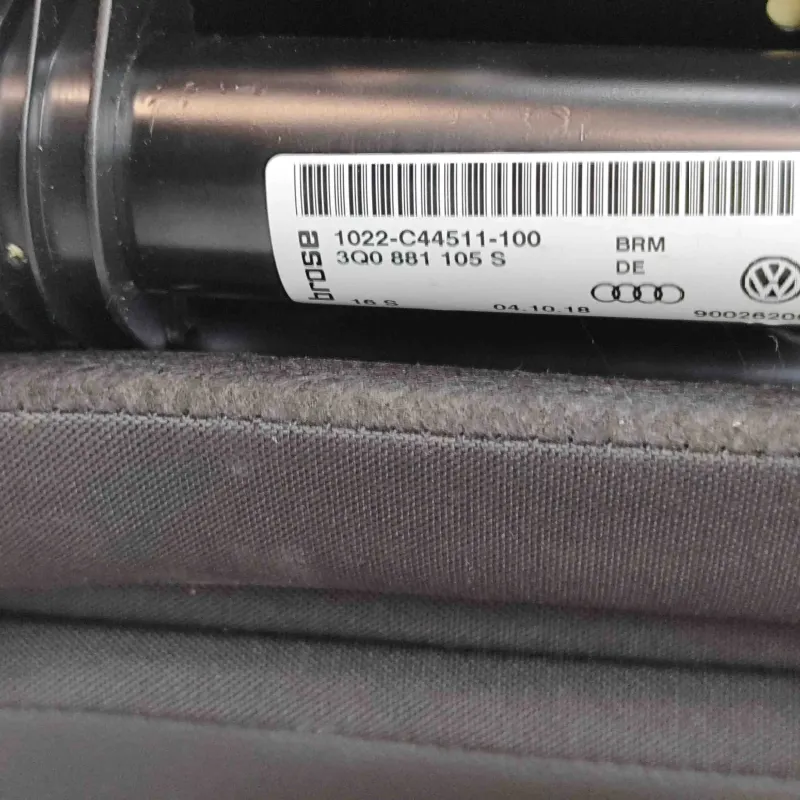 brose
1022-C44511-100
3Q0 881 105 S
BRM
DE
16 S
04.10.18